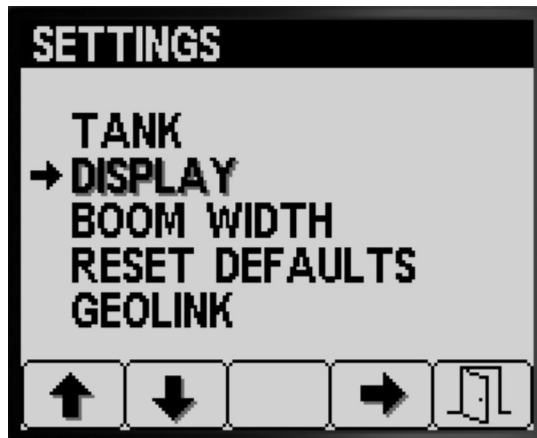 SETTINGS
TANK
DISPLAY
BOOM WIDTH
RESET DEFAULTS
GEOLINK